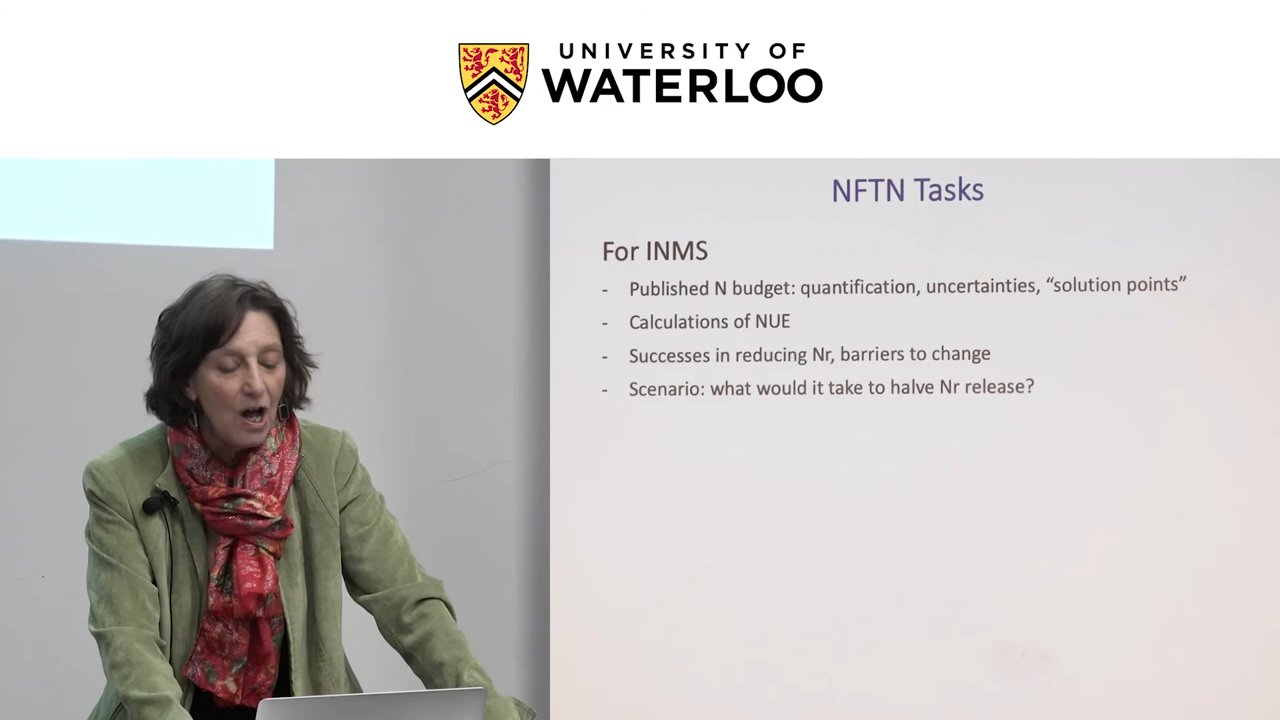 UNIVERSITY OF
WATERLOO
NFTN Tasks
For INMS
- Published N budget: quantification, uncertainties, “solution points”
- Calculations of NUE
- Successes in reducing Nr, barriers to change
- Scenario: what would it take to halve Nr release?